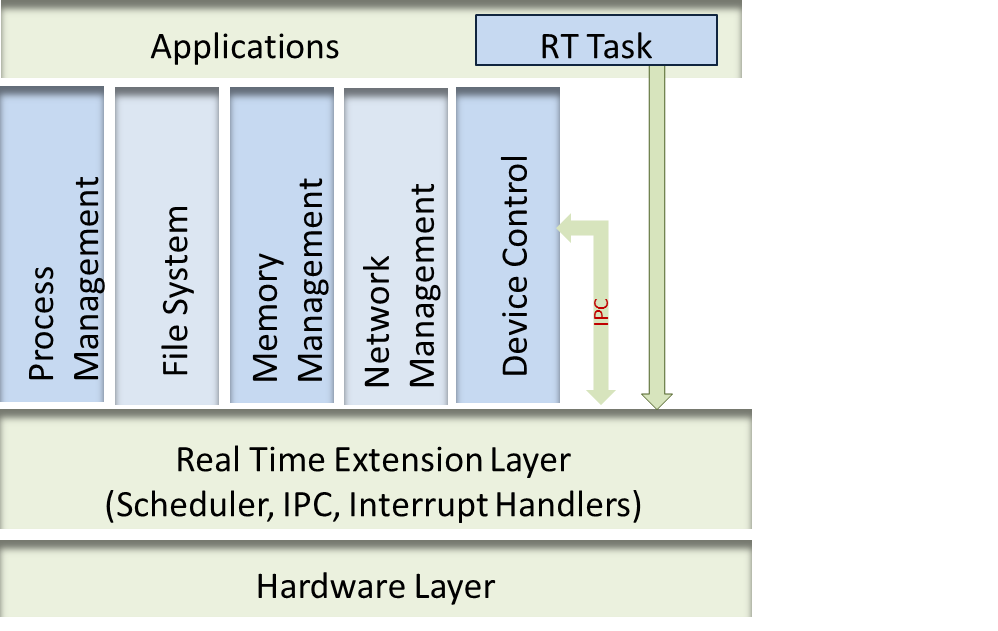 Applications
RT Task
Process
Management
File System
Memory
Management
Network
Management
Device Control
IPC
Real Time Extension Layer
(Scheduler, IPC, Interrupt Handlers)
Hardware Layer